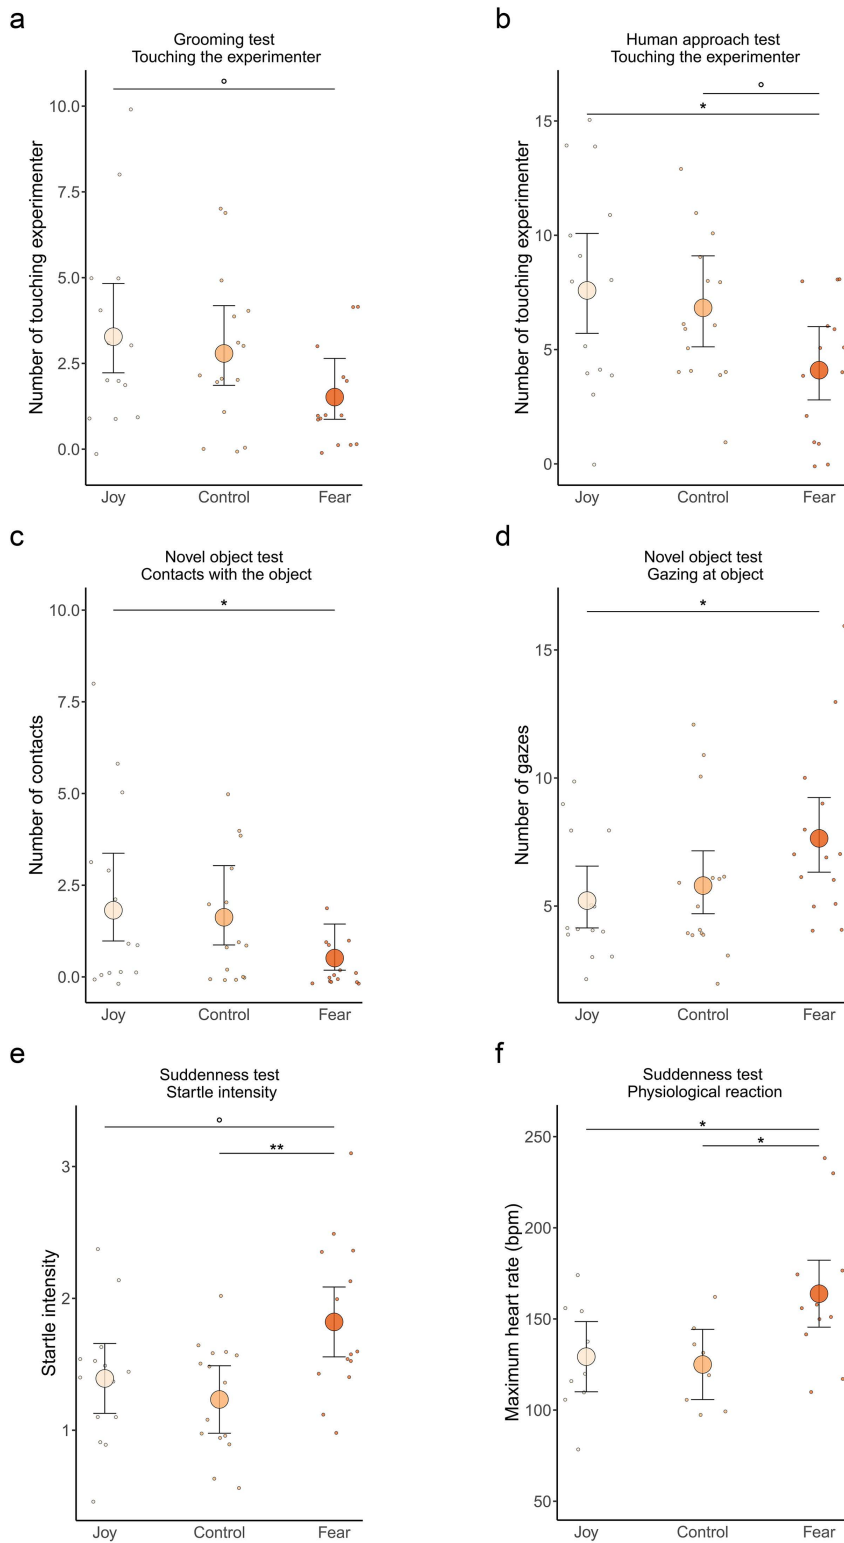 a
Grooming test
Touching the experimenter
Number of touching experimenter
10.0
7.5
5.0
2.5
0.0
°
Joy
Control
Fear
b
Human approach test
Touching the experimenter
Number of touching experimenter
15
10
5
0
°
*
Joy
Control
Fear
c
Novel object test
Contacts with the object
Number of contacts
10.0
7.5
5.0
2.5
0.0
*
Joy
Control
Fear
d
Novel object test
Gazing at object
Number of gazes
15
10
5
*
Joy
Control
Fear
e
Suddenness test
Startle intensity
Startle intensity
3
2
1
°
**
Joy
Control
Fear
f
Suddenness test
Physiological reaction
Maximum heart rate (bpm)
250
200
150
100
50
*
*
Joy
Control
Fear